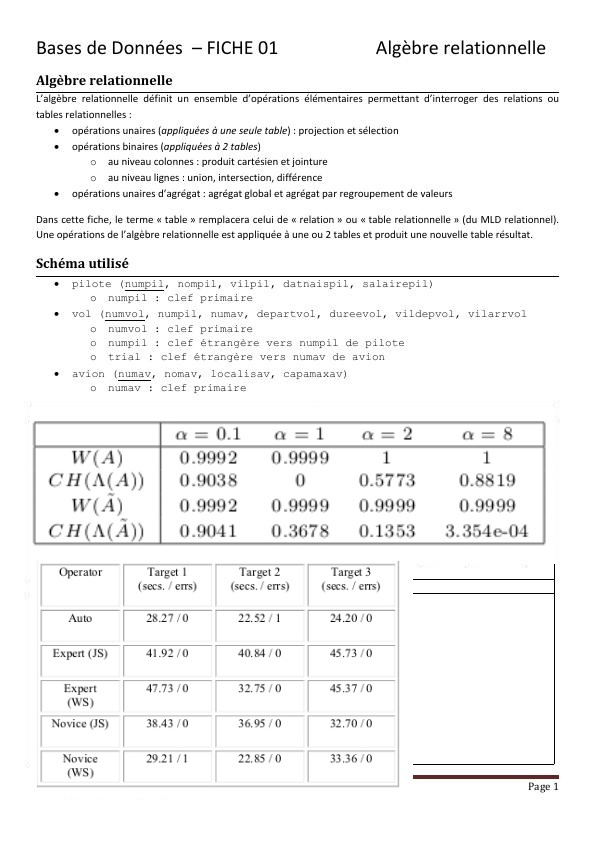 Bases de Données – FICHE 01 Algèbre relationnelle
Algèbre relationnelle
L'algèbre relationnelle définit un ensemble d'opérations élémentaires permettant d'interroger des relations ou
tables relationnelles :
• opérations unaires (appliquées à une seule table) : projection et sélection
• opérations binaires (appliquées à 2 tables)
o au niveau colonnes : produit cartésien et jointure
o au niveau lignes : union, intersection, différence
• opérations unaires d'agrégat : agrégat global et agrégat par regroupement de valeurs
Dans cette fiche, le terme « table » remplacera celui de « relation » ou « table relationnelle » (du MLD relationnel).
Une opérations de l'algèbre relationnelle est appliquée à une ou 2 tables et produit une nouvelle table résultat.
Schéma utilisé
• pilote (numpil, nompil, vilpil, datnaispil, salairepil)
o numpil : clef primaire
• vol (numvol, numpil, numav, departvol, dureevol, vildepvol, vilarrvol
o numvol : clef primaire
o numpil : clef étrangère vers numpil de pilote
o trial : clef étrangère vers numav de avion
• avion (numav, nomav, localisav, capamaxav)
o numav : clef primaire
α = 0.1 α = 1 α = 2 α = 8
W(A) 0.9992 0.9999 1 1
CH(Λ(A)) 0.9038 0 0.5773 0.8819
W(Ã) 0.9992 0.9999 0.9999 0.9999
CH(Λ(Ã)) 0.9041 0.3678 0.1353 3.354e-04
Operator Target 1 Target 2 Target 3
(secs. / errs) (secs. / errs) (secs. / errs)
Auto 28.27 / 0 22.52 / 1 24.20 / 0
Expert (JS) 41.92 / 0 40.84 / 0 45.73 / 0
Expert 47.73 / 0 32.75 / 0 45.37 / 0
(WS)
Novice (JS) 38.43 / 0 36.95 / 0 32.70 / 0
Novice 29.21 / 1 22.85 / 0 33.36 / 0
(WS)
Page 1